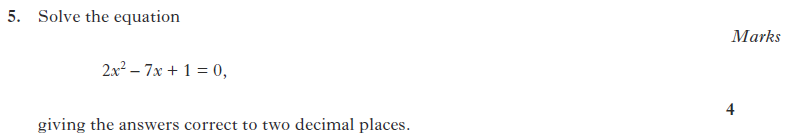 5. Solve the equation
Marks
2x² – 7x + 1 = 0,
4
giving the answers correct to two decimal places.